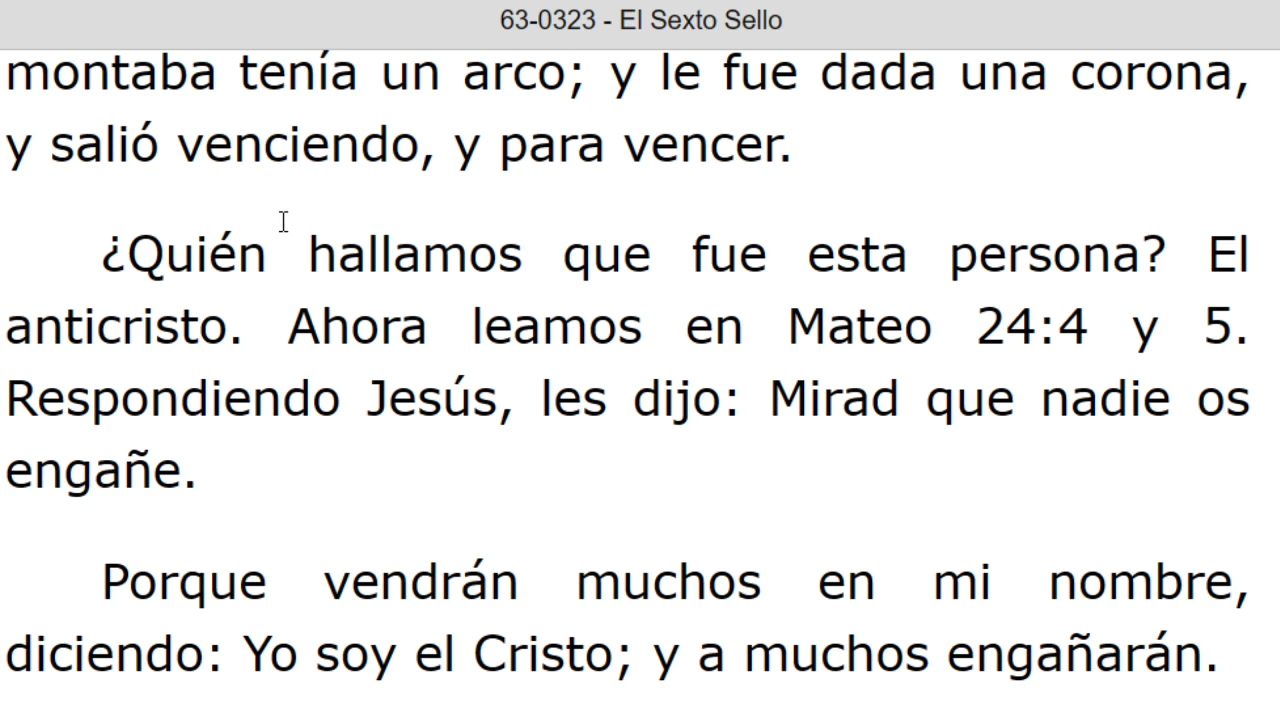 63-0323 - El Sexto Sello
montaba tenía un arco; y le fue dada una corona,
y salió venciendo, y para vencer.
¿Quién hallamos que fue esta persona? El
anticristo. Ahora leamos en Mateo 24:4 y 5.
Respondiendo Jesús, les dijo: Mirad que nadie os
engañe.
Porque vendrán muchos en mi nombre,
diciendo: Yo soy el Cristo; y a muchos engañarán.